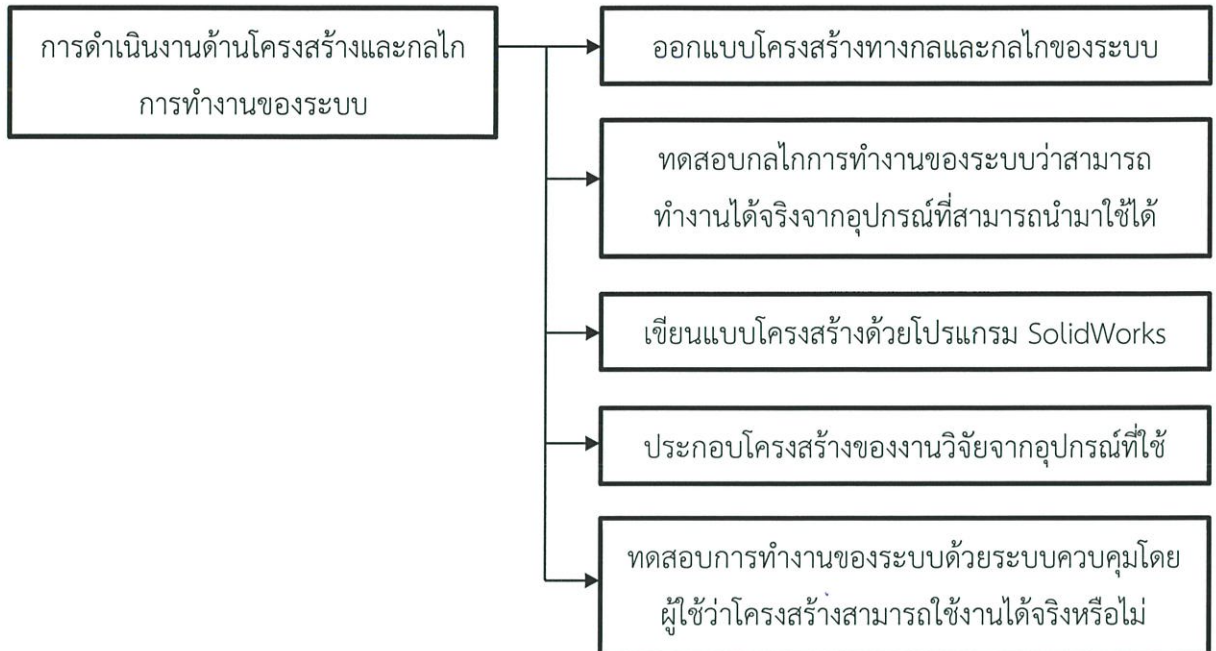 การดำเนินงานด้านโครงสร้างและกลไก
การทำงานของระบบ
ออกแบบโครงสร้างทางกลและกลไกของระบบ
ทดสอบกลไกการทำงานของระบบว่าสามารถ
ทำงานได้จริงจากอุปกรณ์ที่สามารถนำมาใช้ได้
เขียนแบบโครงสร้างด้วยโปรแกรม SolidWorks
ประกอบโครงสร้างของงานวิจัยจากอุปกรณ์ที่ใช้
ทดสอบการทำงานของระบบด้วยระบบควบคุมโดย
ผู้ใช้ว่าโครงสร้างสามารถใช้งานได้จริงหรือไม่